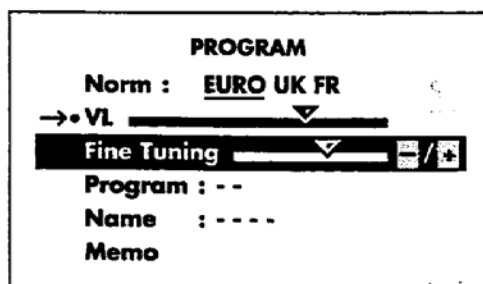 PROGRAM
Norm : EURO UK FR
→• VL
Fine Tuning −/+
Program : - -
Name : - - - -
Memo